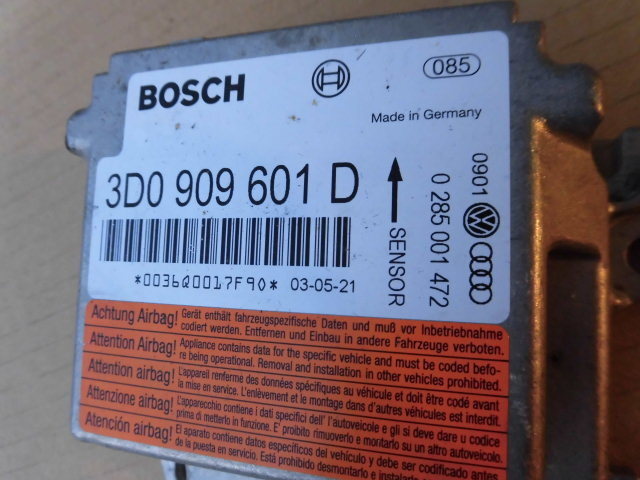 BOSCH
085
Made in Germany
3D0 909 601 D
SENSOR
0 285 001 472
0901
*0036Q0017F90* 03-05-21
Achtung Airbag! Gerät enthält fahrzeugspezifische Daten und muß vor Inbetriebnahme
codiert werden. Entfernen und Einbau in andere Fahrzeuge verboten.
Attention Airbag! Appliance contains data for the specific vehicle and must be coded befo-
re being operational. Removal and installation in other vehicles prohibited.
Attention airbag! L'appareil renferme des données spécifiques au véhicule et doit être codé avant
la mise en service. L'enlèvement et le montage dans d'autres véhicules est interdit.
Attenzione airbag! L'apparecchio contiene i dati specifici dell' l'autoveicolo e gli si deve dare u codice
prima di metterlo in funzione. E' proibito rimuoverlo e montarlo su un altro autoveicolo.
Atención airbag! El aparato contiene datos específicos del vehículo y debe ser codificado antes
de la puesta en servicio. Está prohibido desmontarlo e instalarlo